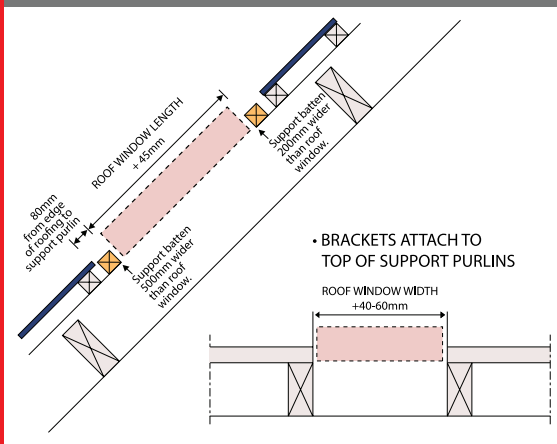 ROOF WINDOW LENGTH
+ 45mm
Support batten
200mm wider
than roof
window.
80mm
from edge
of roofing to
support purlin
Support batten
500mm wider
than roof
window.
• BRACKETS ATTACH TO
TOP OF SUPPORT PURLINS
ROOF WINDOW WIDTH
+40-60mm